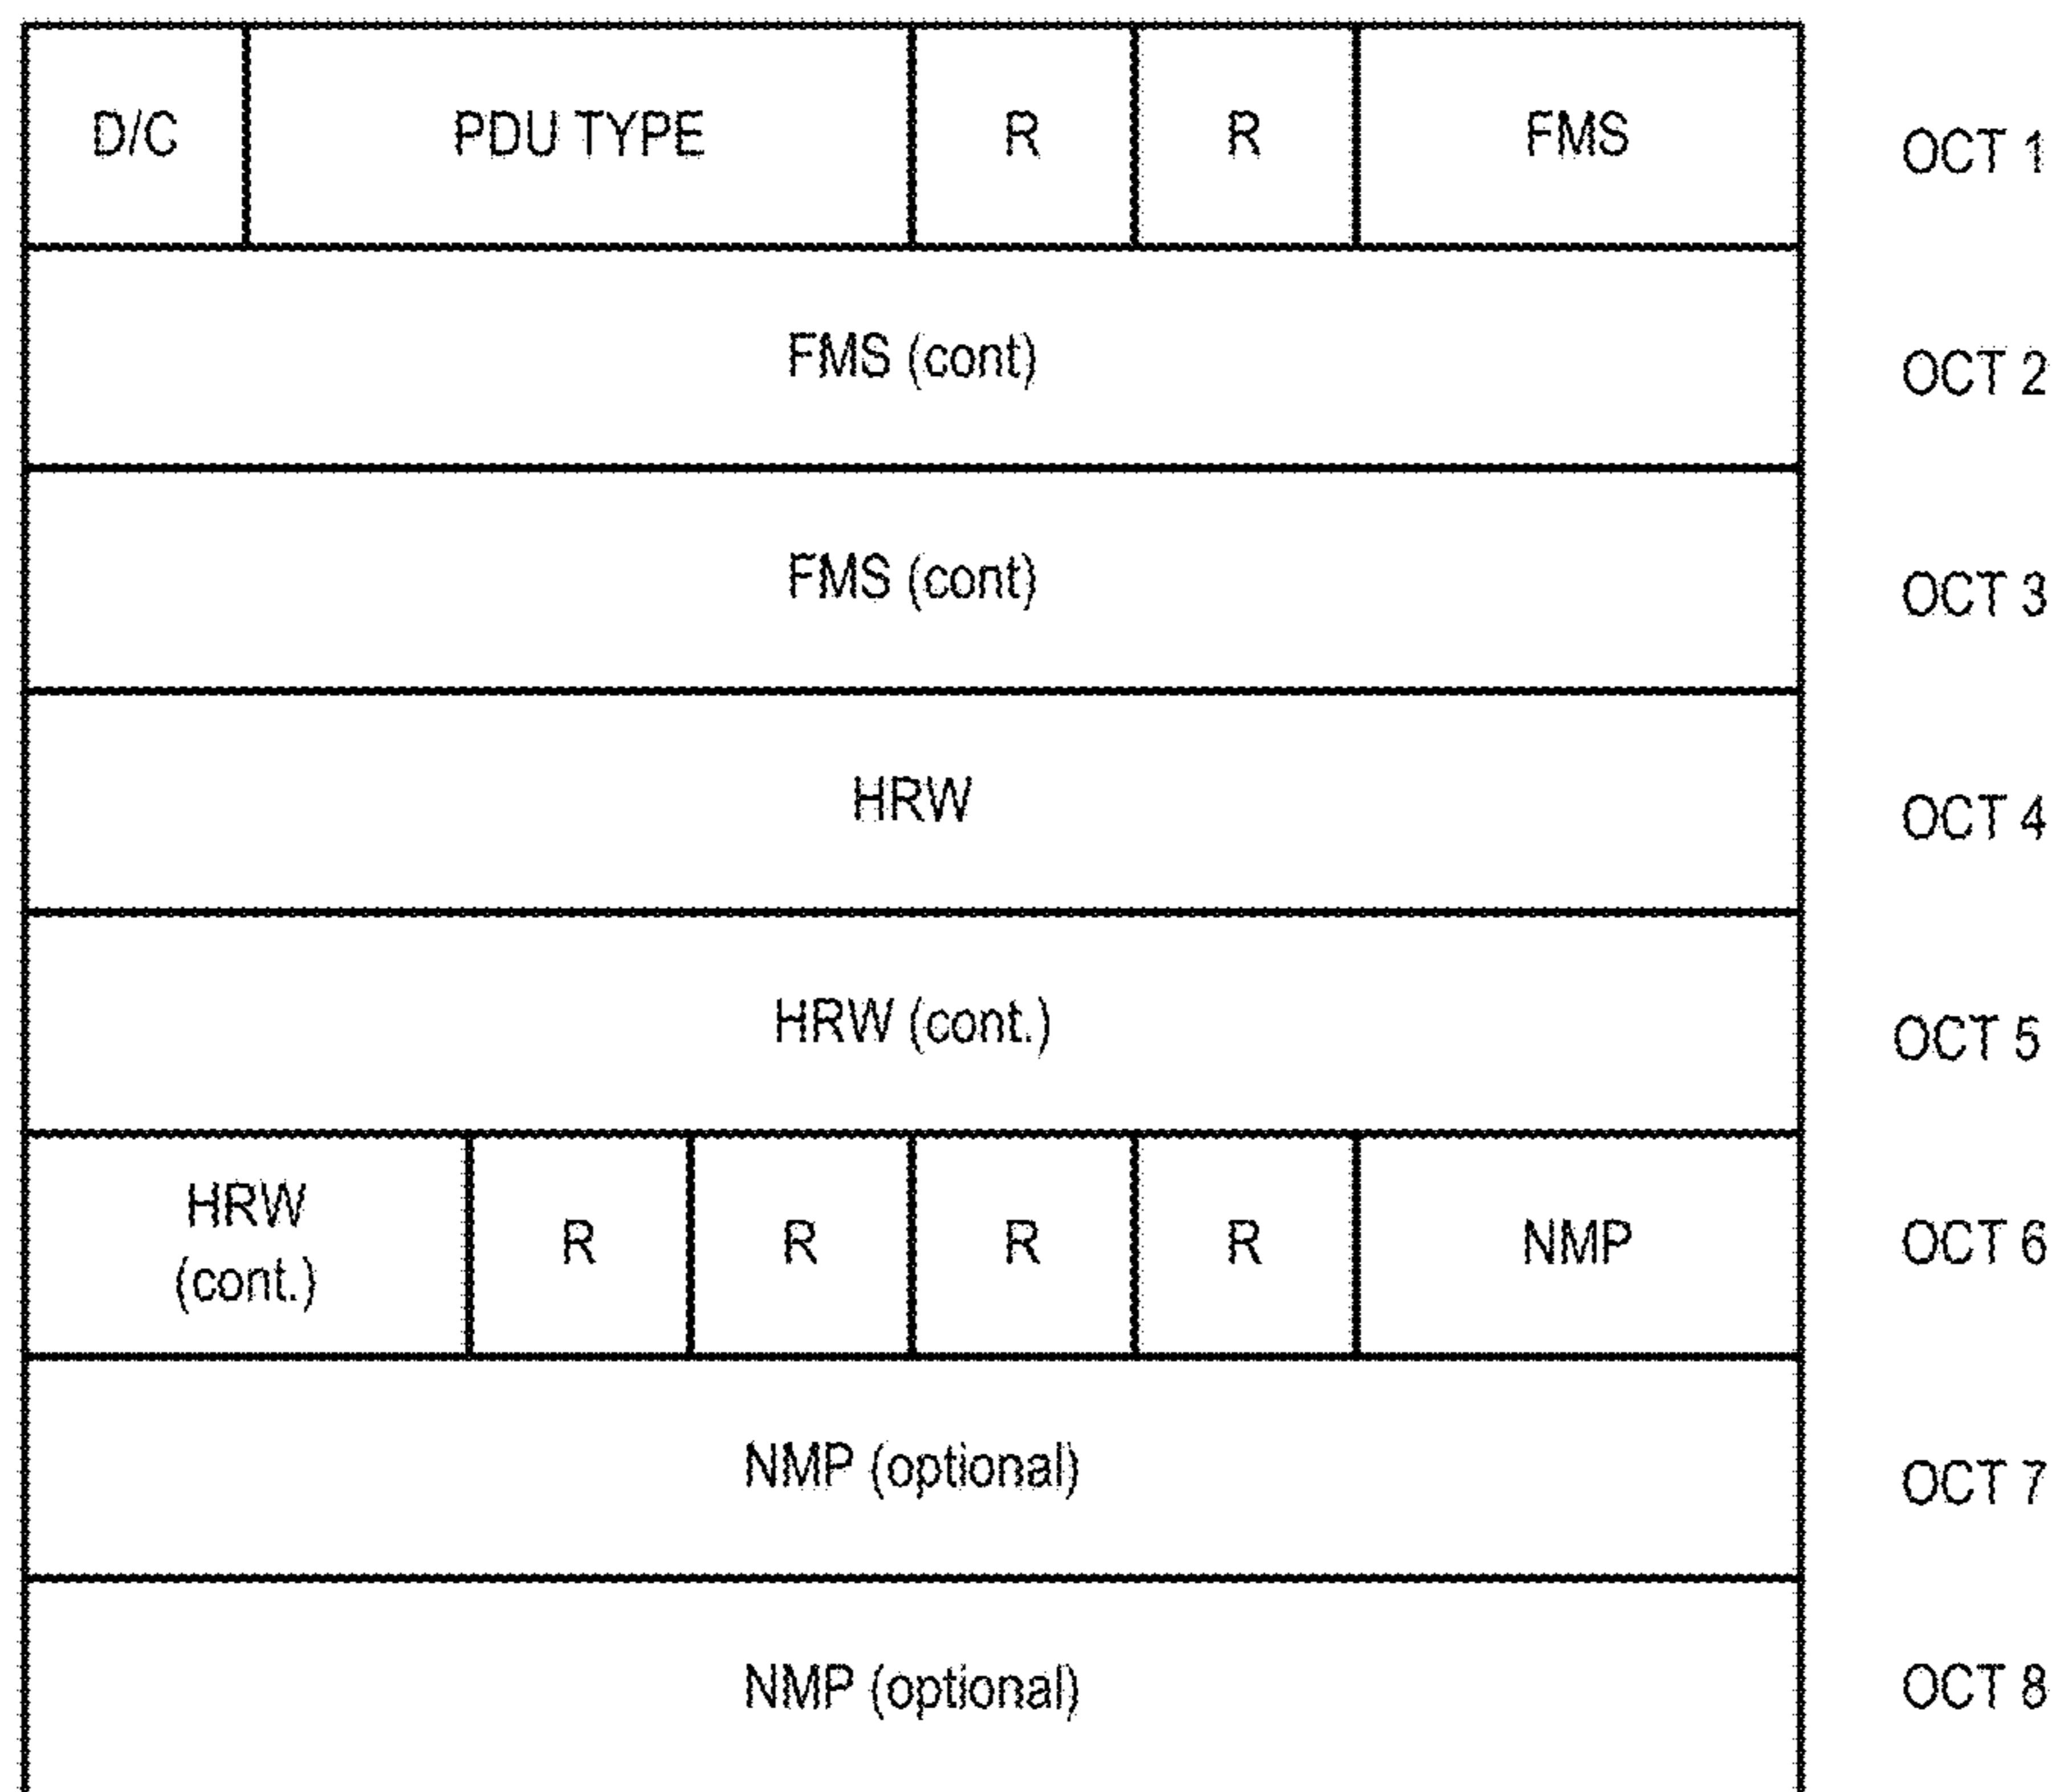 D/C PDU TYPE R R FMS OCT 1
FMS (cont) OCT 2
FMS (cont) OCT 3
HRW OCT 4
HRW (cont.) OCT 5
HRW
(cont.) R R R R NMP OCT 6
NMP (optional) OCT 7
NMP (optional) OCT 8